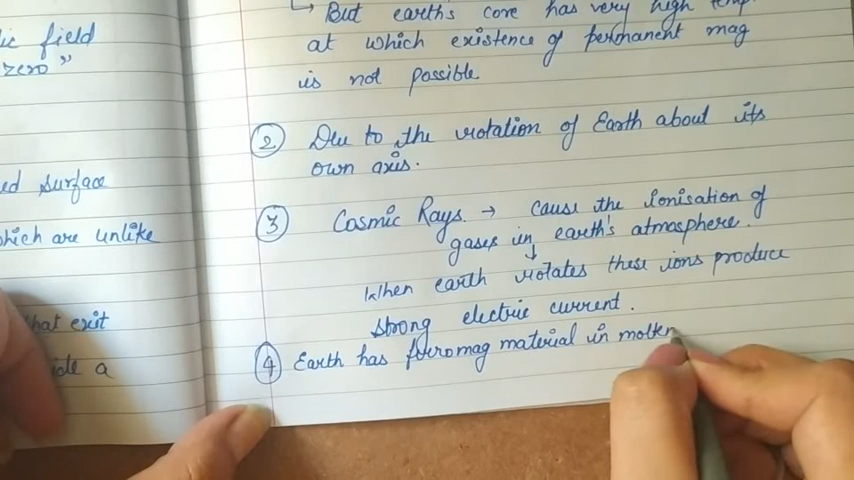 ic field
zero"
ed surface
which are unlike
that exit
ide a
↳ But earths core has very high temp
at which existence of permanent mag
is not possible
② Due to the rotation of Earth about its
own axis.
③ Cosmic Rays → cause the ionisation of
gases in earth's atmosphere.
↓
When earth rotates these ions produce
strong electric current.
④ Earth has ferromag material in molten